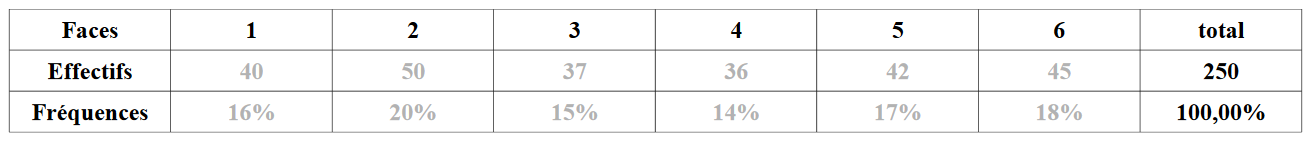 Faces 1 2 3 4 5 6 total
Effectifs 40 50 37 36 42 45 250
Fréquences 16% 20% 15% 14% 17% 18% 100,00%